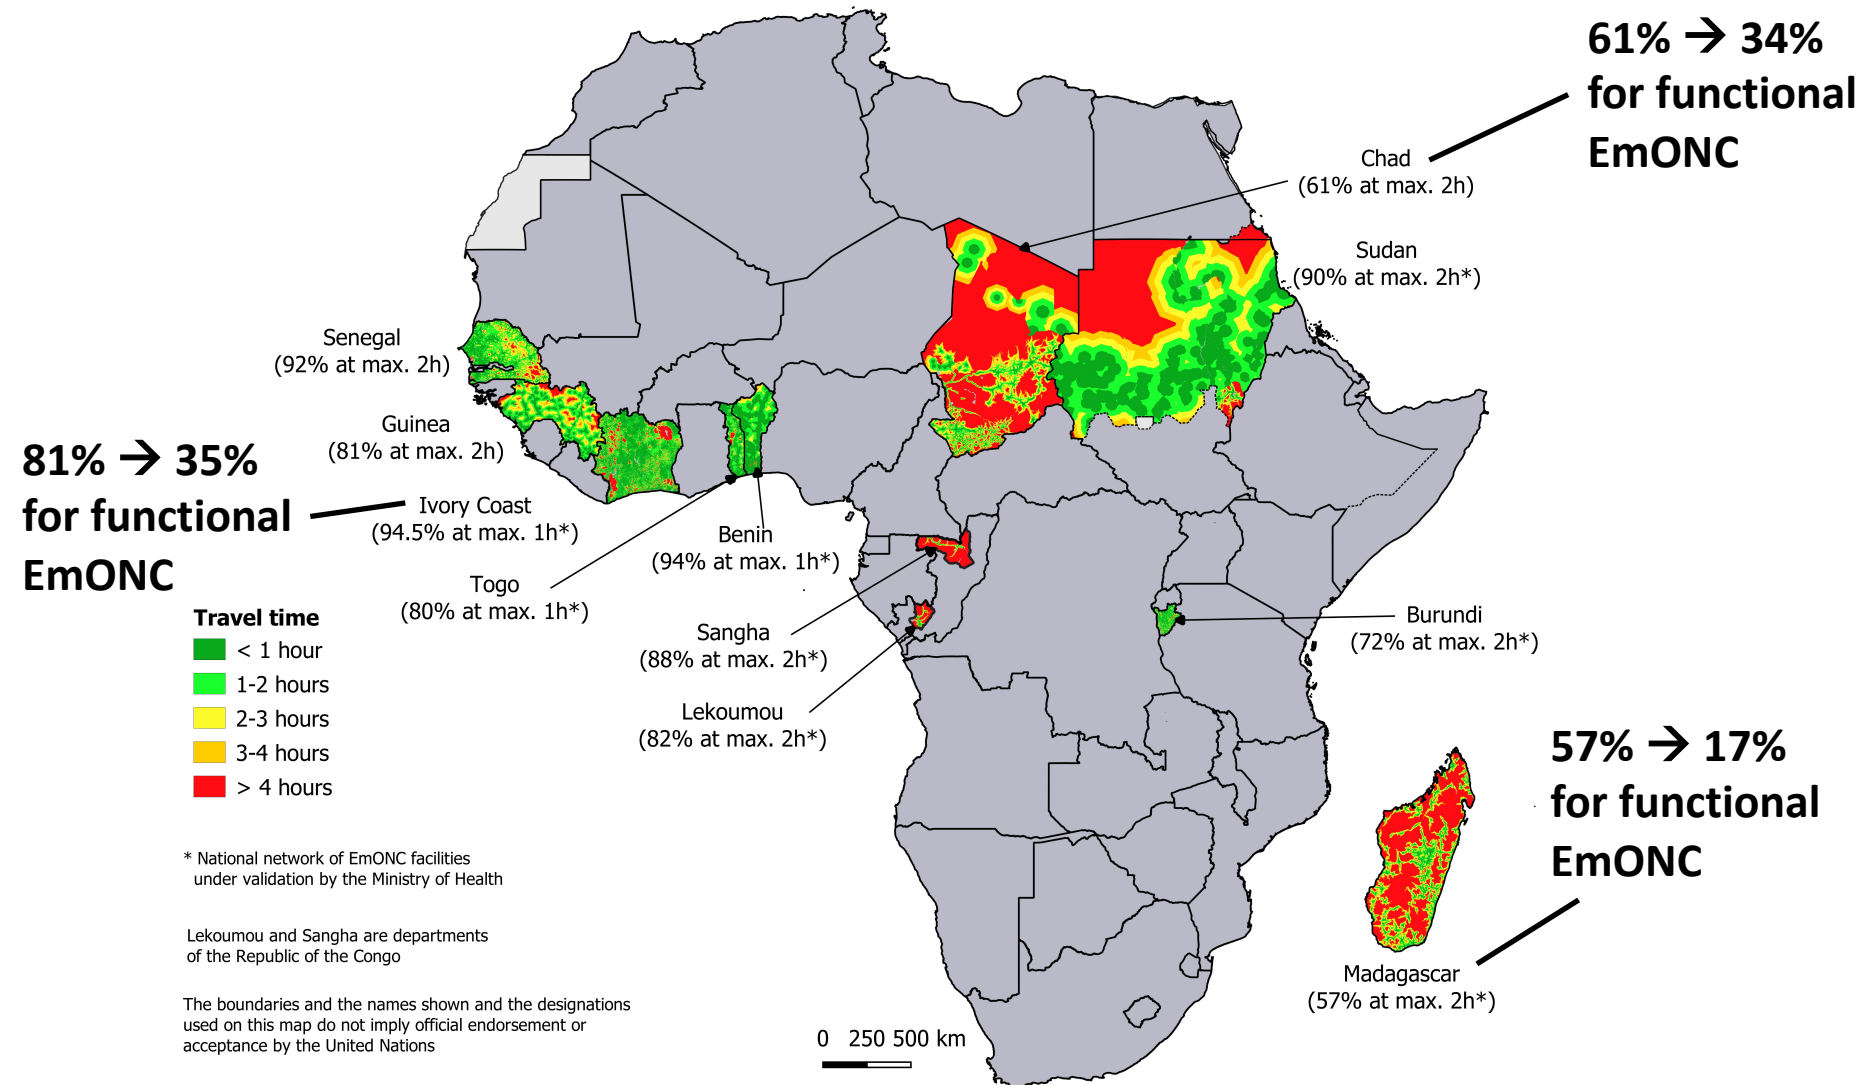 61% → 34%
for functional
EmONC
Chad
(61% at max. 2h)
Sudan
(90% at max. 2h*)
Senegal
(92% at max. 2h)
Guinea
(81% at max. 2h)
81% → 35%
for functional
EmONC
Ivory Coast
(94.5% at max. 1h*)
Benin
(94% at max. 1h*)
Togo
(80% at max. 1h*)
Sangha
(88% at max. 2h*)
Lekoumou
(82% at max. 2h*)
Burundi
(72% at max. 2h*)
57% → 17%
for functional
EmONC
Madagascar
(57% at max. 2h*)
Travel time
< 1 hour
1-2 hours
2-3 hours
3-4 hours
> 4 hours
* National network of EmONC facilities
under validation by the Ministry of Health
Lekoumou and Sangha are departments
of the Republic of the Congo
The boundaries and the names shown and the designations
used on this map do not imply official endorsement or
acceptance by the United Nations
0 250 500 km